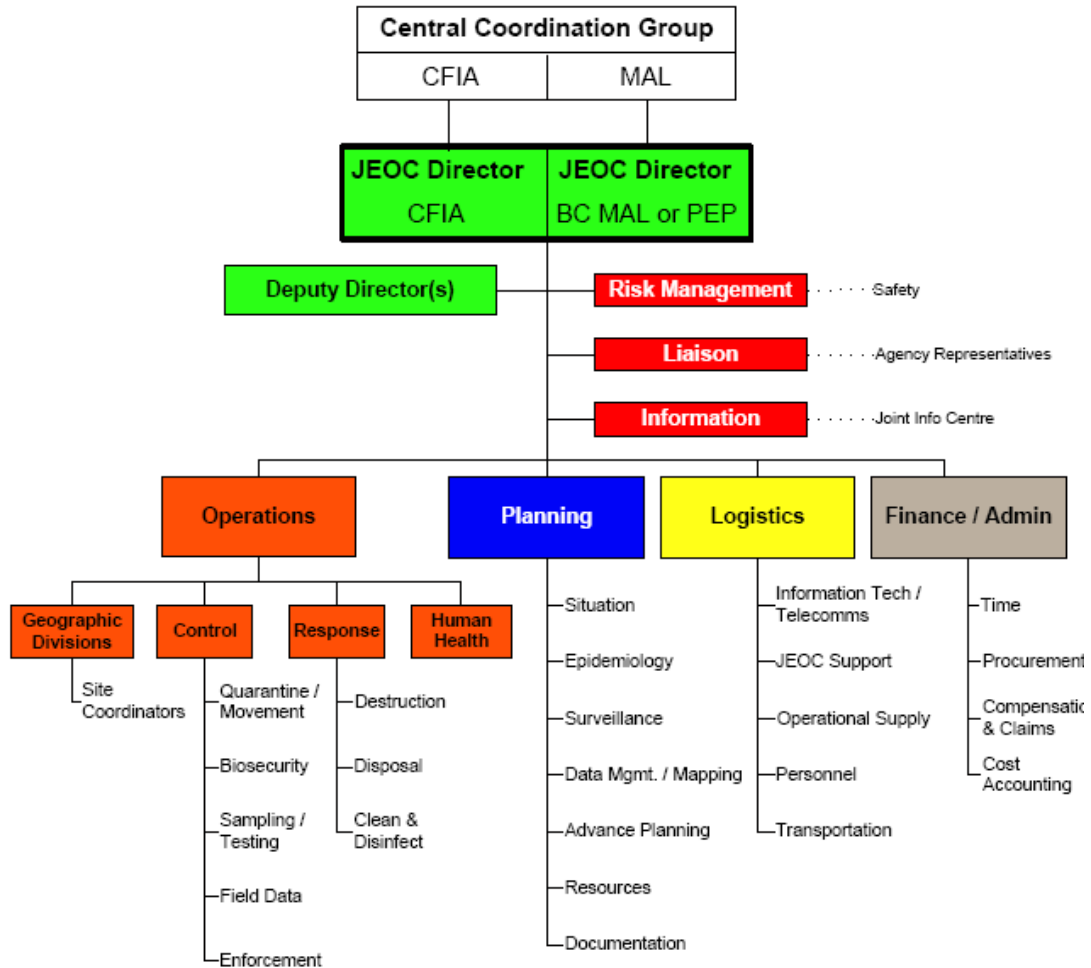 Central Coordination Group
CFIA
MAL
JEOC Director
CFIA
JEOC Director
BC MAL or PEP
Deputy Director(s)
Risk Management
Safety
Liaison
Agency Representatives
Information
Joint Info Centre
Operations
Planning
Logistics
Finance / Admin
Geographic
Divisions
Control
Response
Human
Health
Site
Coordinators
Quarantine /
Movement
Biosecurity
Sampling /
Testing
Field Data
Enforcement
Destruction
Disposal
Clean &
Disinfect
Situation
Epidemiology
Surveillance
Data Mgmt. / Mapping
Advance Planning
Resources
Documentation
Information Tech /
Telecomms
JEOC Support
Operational Supply
Personnel
Transportation
Time
Procurement
Compensatio
& Claims
Cost
Accounting